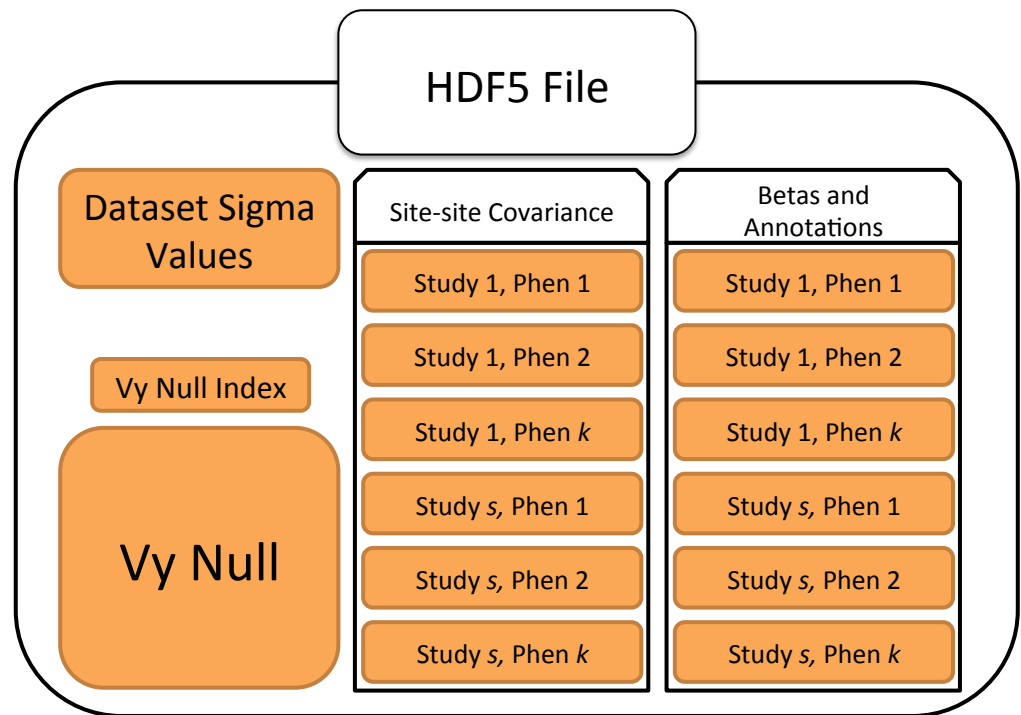 HDF5 File
Dataset Sigma
Values
Vy Null Index
Vy Null
Site-site Covariance
Study 1, Phen 1
Study 1, Phen 2
Study 1, Phen k
Study s, Phen 1
Study s, Phen 2
Study s, Phen k
Betas and
Annotations
Study 1, Phen 1
Study 1, Phen 2
Study 1, Phen k
Study s, Phen 1
Study s, Phen 2
Study s, Phen k